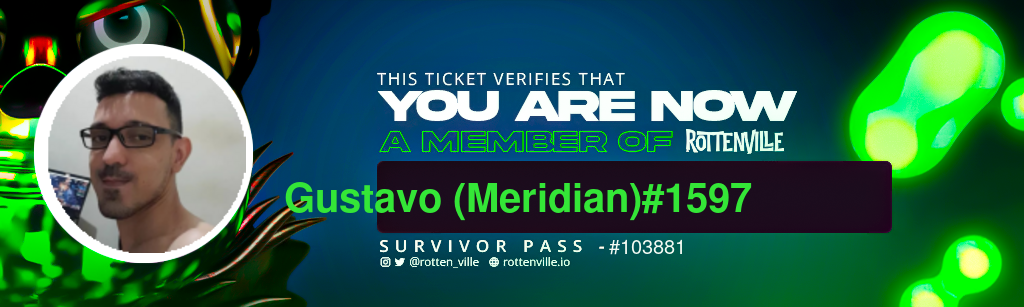 THIS TICKET VERIFIES THAT
YOU ARE NOW
A MEMBER OF ROTTENVILLE
Gustavo (Meridian)#1597
SURVIVOR PASS - #103881
@rotten_ville rottenville.io